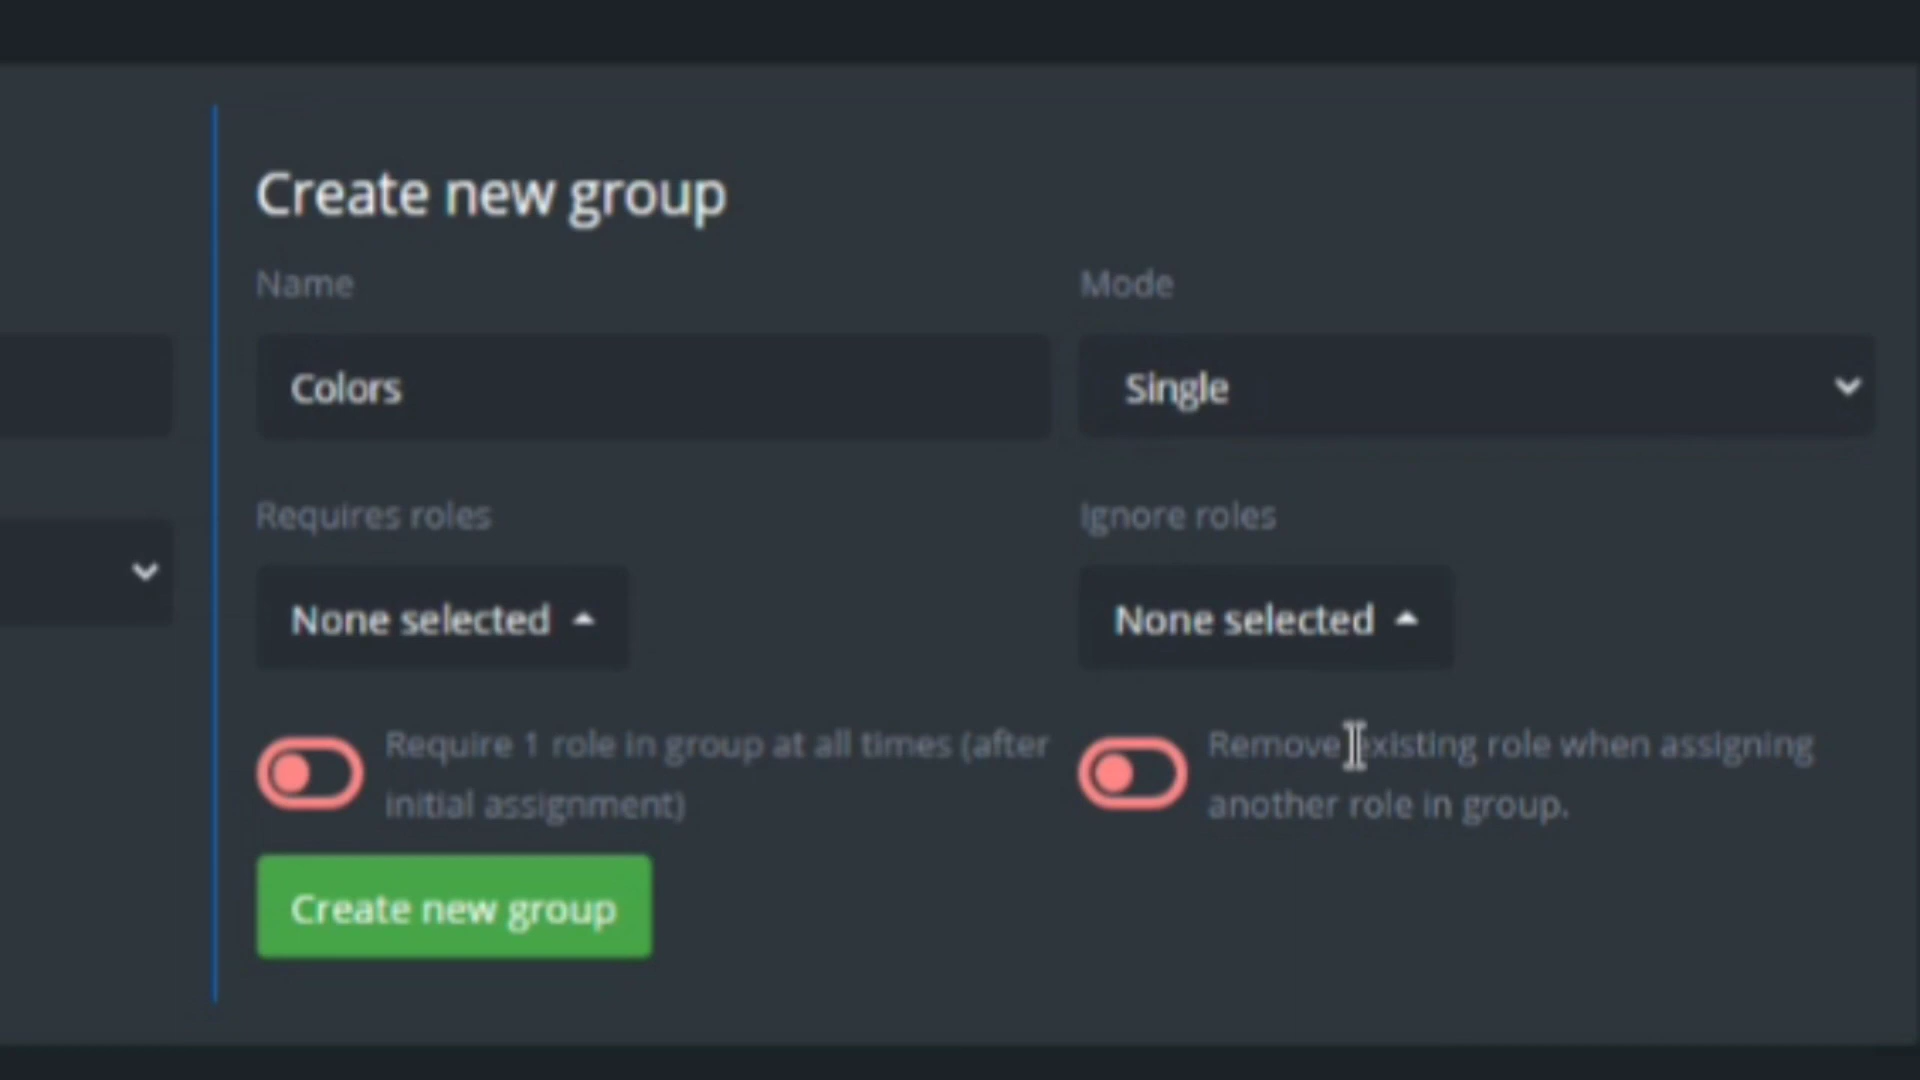 Create new group
Name
Mode
Colors
Single
Requires roles
Ignore roles
None selected
None selected
Require 1 role in group at all times (after
initial assignment)
Remove existing role when assigning
another role in group.
Create new group